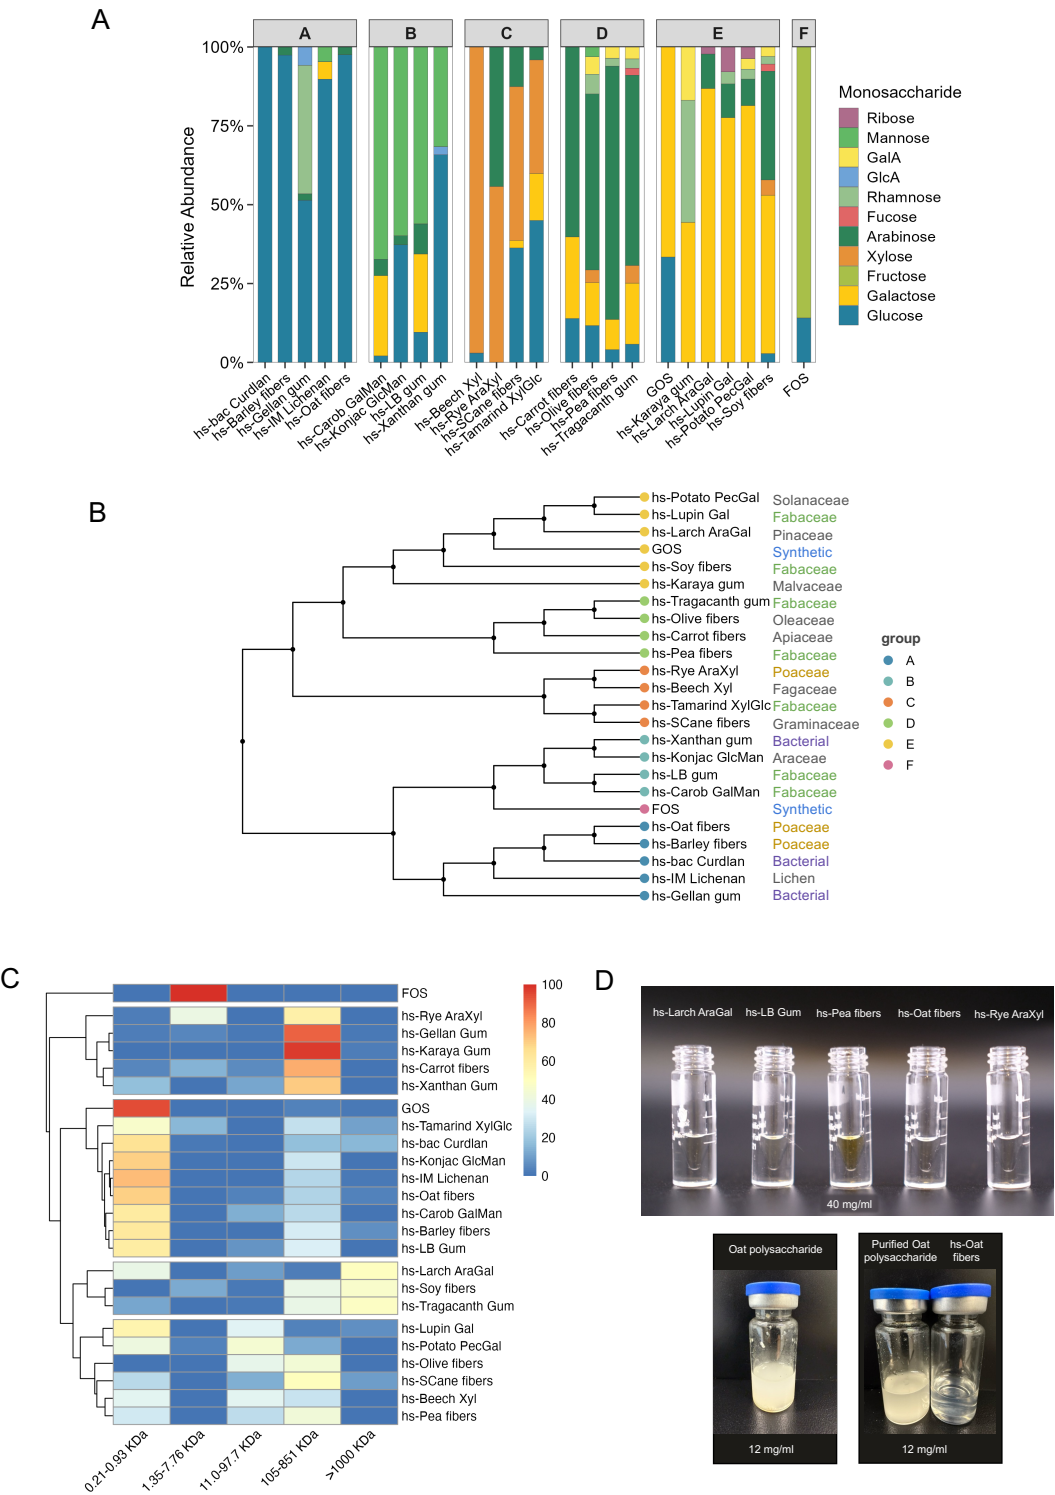 A
A B C D E F
Relative Abundance
100%
75%
50%
25%
0%
hs-bac Curdlan
hs-Barley fibers
hs-Gellan gum
hs-IM Lichenan
hs-Oat fibers
hs-Carob GalMan
hs-Konjac GlcMan
hs-LB gum
hs-Xanthan gum
hs-Beech Xyl
hs-Rye AraXyl
hs-SCane fibers
hs-Tamarind XylGlc
hs-Carrot fibers
hs-Olive fibers
hs-Pea fibers
hs-Tragacanth gum
GOS
hs-Karaya gum
hs-Larch AraGal
hs-Lupin Gal
hs-Potato PecGal
hs-Soy fibers
FOS
Monosaccharide
Ribose
Mannose
GalA
GlcA
Rhamnose
Fucose
Arabinose
Xylose
Fructose
Galactose
Glucose
B
hs-Potato PecGal Solanaceae
hs-Lupin Gal Fabaceae
hs-Larch AraGal Pinaceae
GOS Synthetic
hs-Soy fibers Fabaceae
hs-Karaya gum Malvaceae
hs-Tragacanth gum Fabaceae
hs-Olive fibers Oleaceae
hs-Carrot fibers Apiaceae
hs-Pea fibers Fabaceae
hs-Rye AraXyl Poaceae
hs-Beech Xyl Fagaceae
hs-Tamarind XylGlc Fabaceae
hs-SCane fibers Graminaceae
hs-Xanthan gum Bacterial
hs-Konjac GlcMan Araceae
hs-LB gum Fabaceae
hs-Carob GalMan Fabaceae
FOS Synthetic
hs-Oat fibers Poaceae
hs-Barley fibers Poaceae
hs-bac Curdlan Bacterial
hs-IM Lichenan Lichen
hs-Gellan gum Bacterial
group
A
B
C
D
E
F
C
FOS
hs-Rye AraXyl
hs-Gellan Gum
hs-Karaya Gum
hs-Carrot fibers
hs-Xanthan Gum
GOS
hs-Tamarind XylGlc
hs-bac Curdlan
hs-Konjac GlcMan
hs-IM Lichenan
hs-Oat fibers
hs-Carob GalMan
hs-Barley fibers
hs-LB Gum
hs-Larch AraGal
hs-Soy fibers
hs-Tragacanth Gum
hs-Lupin Gal
hs-Potato PecGal
hs-Olive fibers
hs-SCane fibers
hs-Beech Xyl
hs-Pea fibers
0.21-0.93 KDa
1.35-7.76 KDa
11.0-97.7 KDa
105-851 KDa
>1000 KDa
100
80
60
40
20
0
D
hs-Larch AraGal hs-LB Gum hs-Pea fibers hs-Oat fibers hs-Rye AraXyl
40 mg/ml
Oat polysaccharide
12 mg/ml
Purified Oat polysaccharide
hs-Oat fibers
12 mg/ml